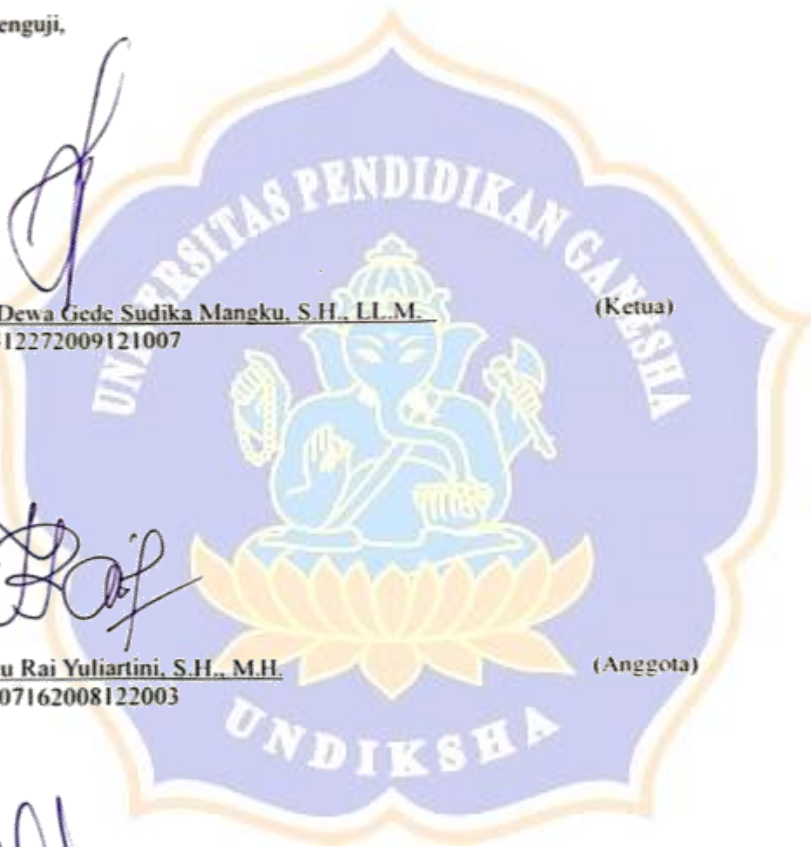 enguji,
UNIVERSITAS PENDIDIKAN GANESHA
Dewa Gede Sudika Mangku, S.H., LL.M. (Ketua)
12272009121007
u Rai Yuliartini, S.H., M.H. (Anggota)
07162008122003
UNDIKSHA